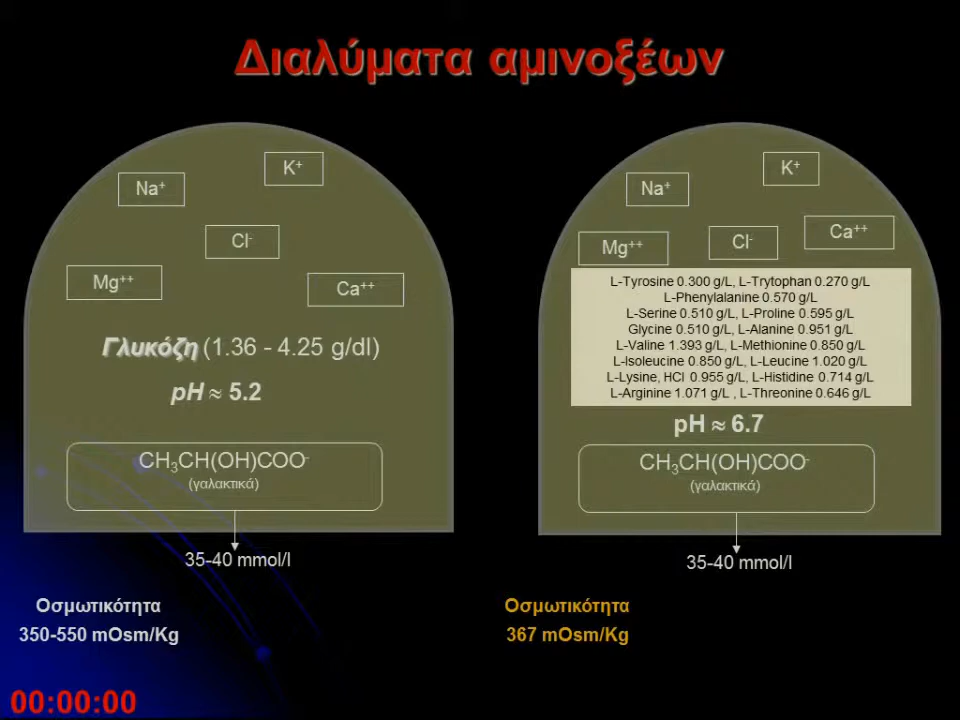 Διαλύματα αμινοξέων
K+
Na+
Cl-
Mg++
Ca++
Γλυκόζη (1.36 - 4.25 g/dl)
pH ≈ 5.2
CH3CH(OH)COO-
(γαλακτικά)
35-40 mmol/l
Οσμωτικότητα
350-550 mOsm/Kg
K+
Na+
Ca++
Cl-
Mg++
L-Tyrosine 0.300 g/L, L-Trytophan 0.270 g/L
L-Phenylalanine 0.570 g/L
L-Serine 0.510 g/L, L-Proline 0.595 g/L
Glycine 0.510 g/L, L-Alanine 0.951 g/L
L-Valine 1.393 g/L, L-Methionine 0.850 g/L
L-Isoleucine 0.850 g/L, L-Leucine 1.020 g/L
L-Lysine, HCl 0.955 g/L, L-Histidine 0.714 g/L
L-Arginine 1.071 g/L , L-Threonine 0.646 g/L
pH ≈ 6.7
CH3CH(OH)COO-
(γαλακτικά)
35-40 mmol/l
Οσμωτικότητα
367 mOsm/Kg
00:00:00